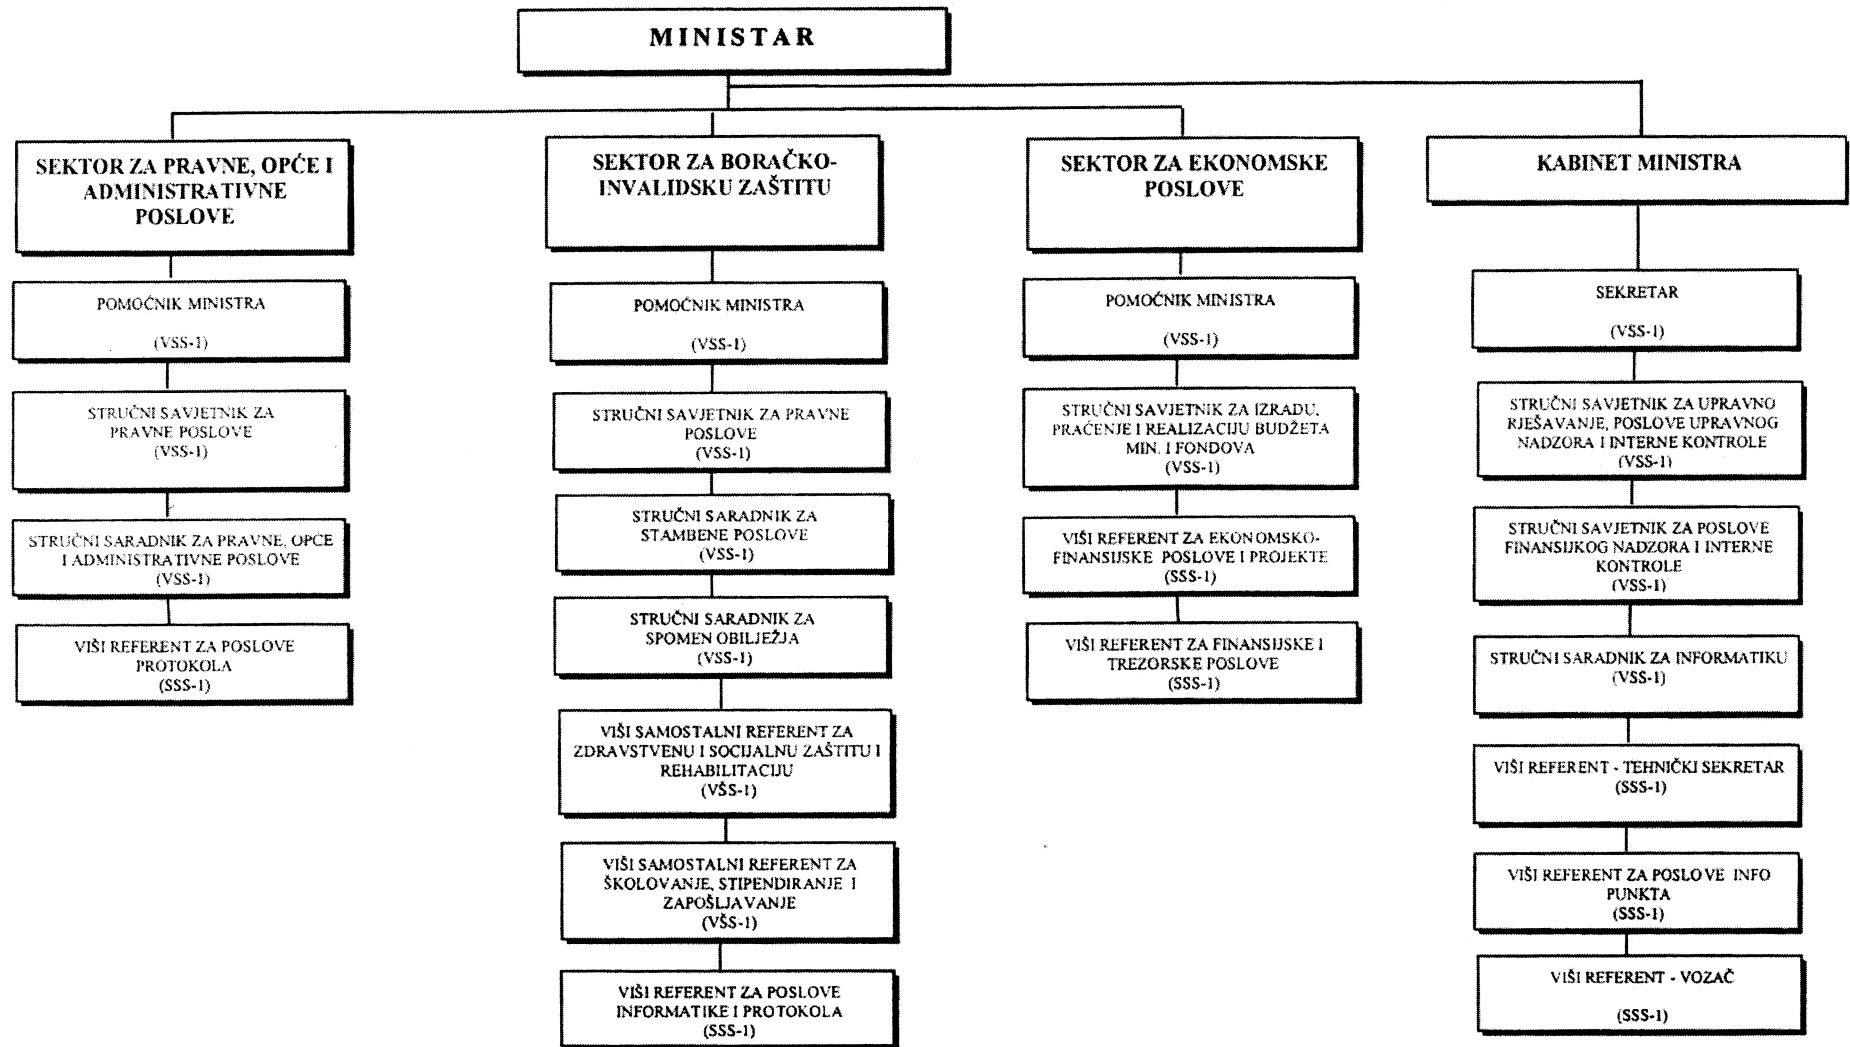 MINISTAR
SEKTOR ZA PRAVNE, OPĆE I
ADMINISTRATIVNE
POSLOVE
POMOĆNIK MINISTRA
(VSS-1)
STRUČNI SAVJETNIK ZA
PRAVNE POSLOVE
(VSS-1)
STRUČNI SARADNIK ZA PRAVNE, OPĆE
I ADMINISTRATIVNE POSLOVE
(VSS-1)
VIŠI REFERENT ZA POSLOVE
PROTOKOLA
(SSS-1)
SEKTOR ZA BORAČKO-
INVALIDSKU ZAŠTITU
POMOĆNIK MINISTRA
(VSS-1)
STRUČNI SAVJETNIK ZA PRAVNE
POSLOVE
(VSS-1)
STRUČNI SARADNIK ZA
STAMBENE POSLOVE
(VSS-1)
STRUČNI SARADNIK ZA
SPOMEN OBILJEŽJA
(VSS-1)
VIŠI SAMOSTALNI REFERENT ZA
ZDRAVSTVENU I SOCIJALNU ZAŠTITU I
REHABILITACIJU
(VŠS-1)
VIŠI SAMOSTALNI REFERENT ZA
ŠKOLOVANJE, STIPENDIRANJE I
ZAPOŠLJAVANJE
(VŠS-1)
VIŠI REFERENT ZA POSLOVE
INFORMATIKE I PROTOKOLA
(SSS-1)
SEKTOR ZA EKONOMSKE
POSLOVE
POMOĆNIK MINISTRA
(VSS-1)
STRUČNI SAVJETNIK ZA IZRADU,
PRAĆENJE I REALIZACIJU BUDŽETA
MIN. I FONDOVA
(VSS-1)
VIŠI REFERENT ZA EKONOMSKO-
FINANSIJSKE POSLOVE I PROJEKTE
(SSS-1)
VIŠI REFERENT ZA FINANSIJSKE I
TREZORSKE POSLOVE
(SSS-1)
KABINET MINISTRA
SEKRETAR
(VSS-1)
STRUČNI SAVJETNIK ZA UPRAVNO
RJEŠAVANJE, POSLOVE UPRAVNOG
NADZORA I INTERNE KONTROLE
(VSS-1)
STRUČNI SAVJETNIK ZA POSLOVE
FINANSIJKOG NADZORA I INTERNE
KONTROLE
(VSS-1)
STRUČNI SARADNIK ZA INFORMATIKU
(VSS-1)
VIŠI REFERENT - TEHNIČKI SEKRETAR
(SSS-1)
VIŠI REFERENT ZA POSLOVE INFO
PUNKTA
(SSS-1)
VIŠI REFERENT - VOZAČ
(SSS-1)